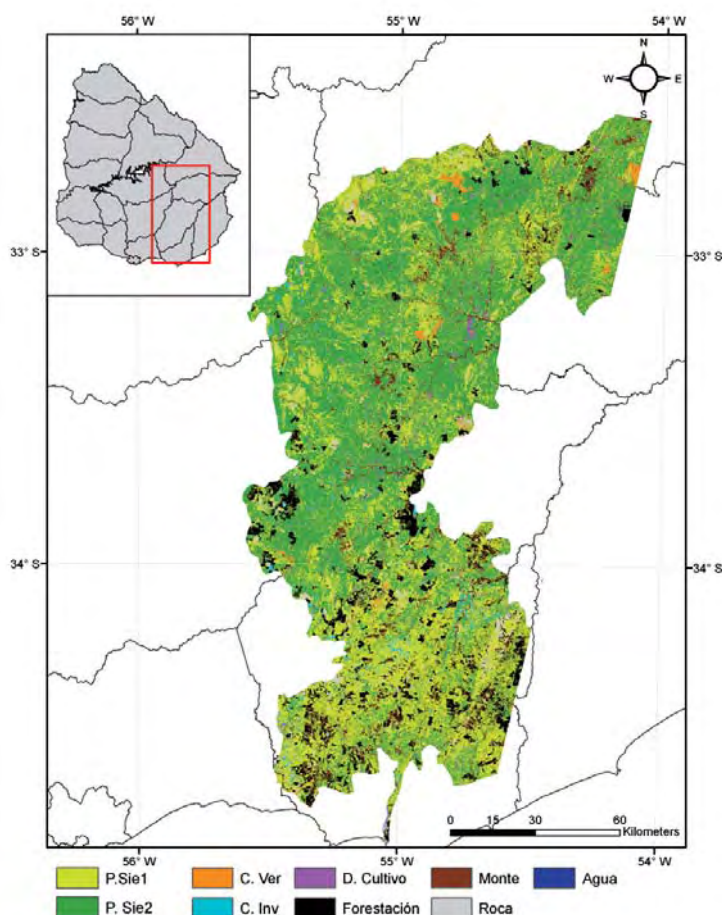 56° W 55° W 54° W
N
W E
S
33° S 33° S
34° S 34° S
0 15 30 60
Kilometers
56° W 55° W 54° W
P.Sie1 C. Ver D. Cultivo Monte Agua
P. Sie2 C. Inv Forestación Roca